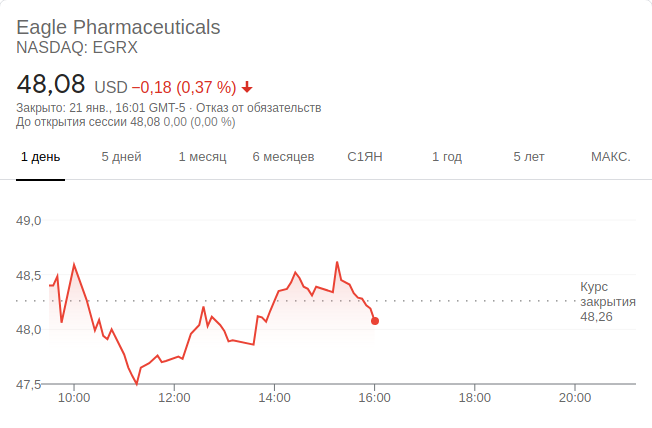 Eagle Pharmaceuticals
NASDAQ: EGRX
48,08 USD −0,18 (0,37 %)
Закрыто: 21 янв., 16:01 GMT-5 · Отказ от обязательств
До открытия сессии 48,08 0,00 (0,00 %)
1 день 5 дней 1 месяц 6 месяцев С1ЯН 1 год 5 лет МАКС.
49,0
48,5
Курс
закрытия
48,26
48,0
47,5
10:00 12:00 14:00 16:00 18:00 20:00